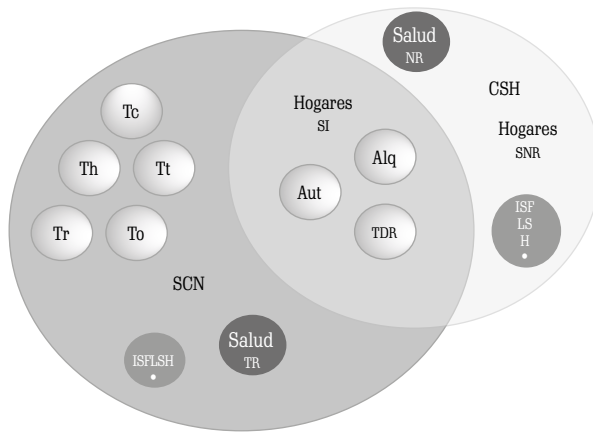 Salud
NR
CSH
Hogares
SNR
ISF
LS
H
Hogares
SI
Alq
Aut
TDR
Tc
Th
Tt
Tr
To
SCN
Salud
TR
ISFLSH